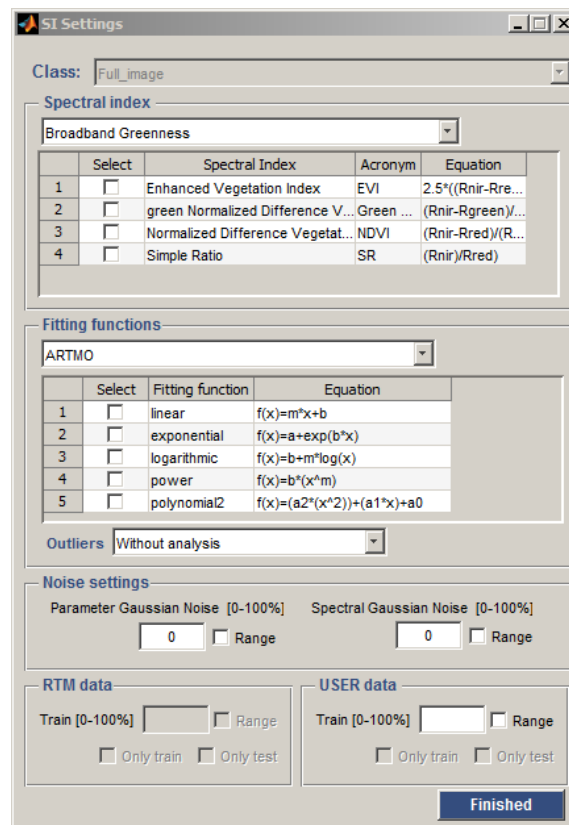 SI Settings
Class: Full_image
Spectral index
Broadband Greenness
Select Spectral Index Acronym Equation
1 Enhanced Vegetation Index EVI 2.5*((Rnir-Rre...
2 green Normalized Difference V... Green ... (Rnir-Rgreen)/...
3 Normalized Difference Vegetat... NDVI (Rnir-Rred)/(R...
4 Simple Ratio SR (Rnir)/Rred)
Fitting functions
ARTMO
Select Fitting function Equation
1 linear f(x)=m*x+b
2 exponential f(x)=a+exp(b*x)
3 logarithmic f(x)=b+m*log(x)
4 power f(x)=b*(x^m)
5 polynomial2 f(x)=(a2*(x^2))+(a1*x)+a0
Outliers Without analysis
Noise settings
Parameter Gaussian Noise [0-100%] Spectral Gaussian Noise [0-100%]
0 Range 0 Range
RTM data USER data
Train [0-100%] Range Train [0-100%] Range
Only train Only test Only train Only test
Finished